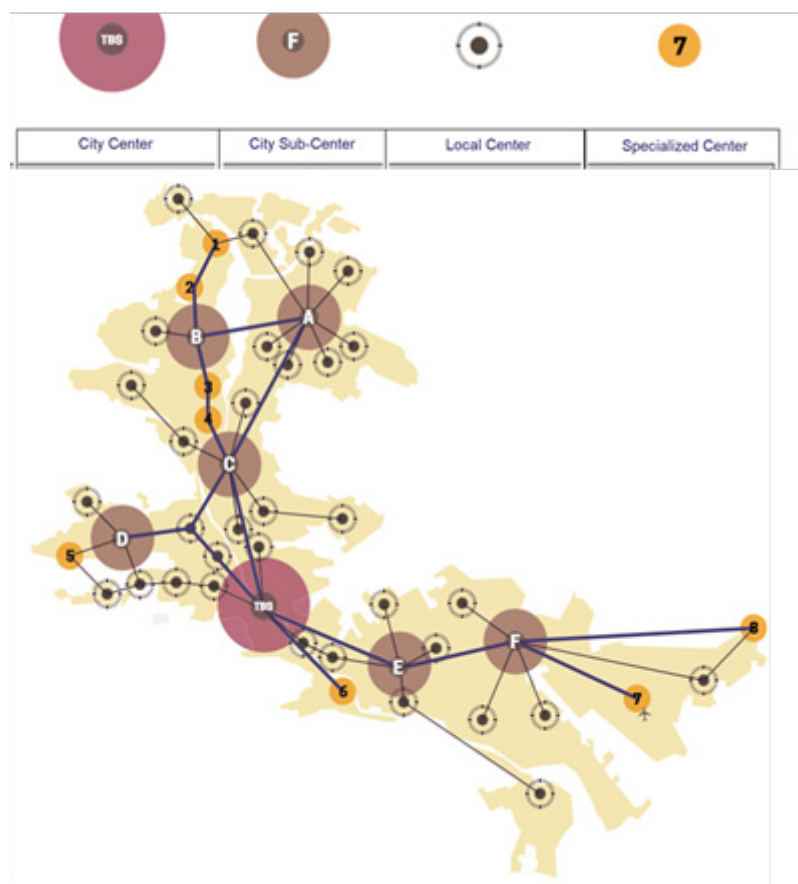 TBS F 7
City Center City Sub-Center Local Center Specialized Center
1
2
A
B
3
4
C
D
5
TBS
8
F
E
6
7